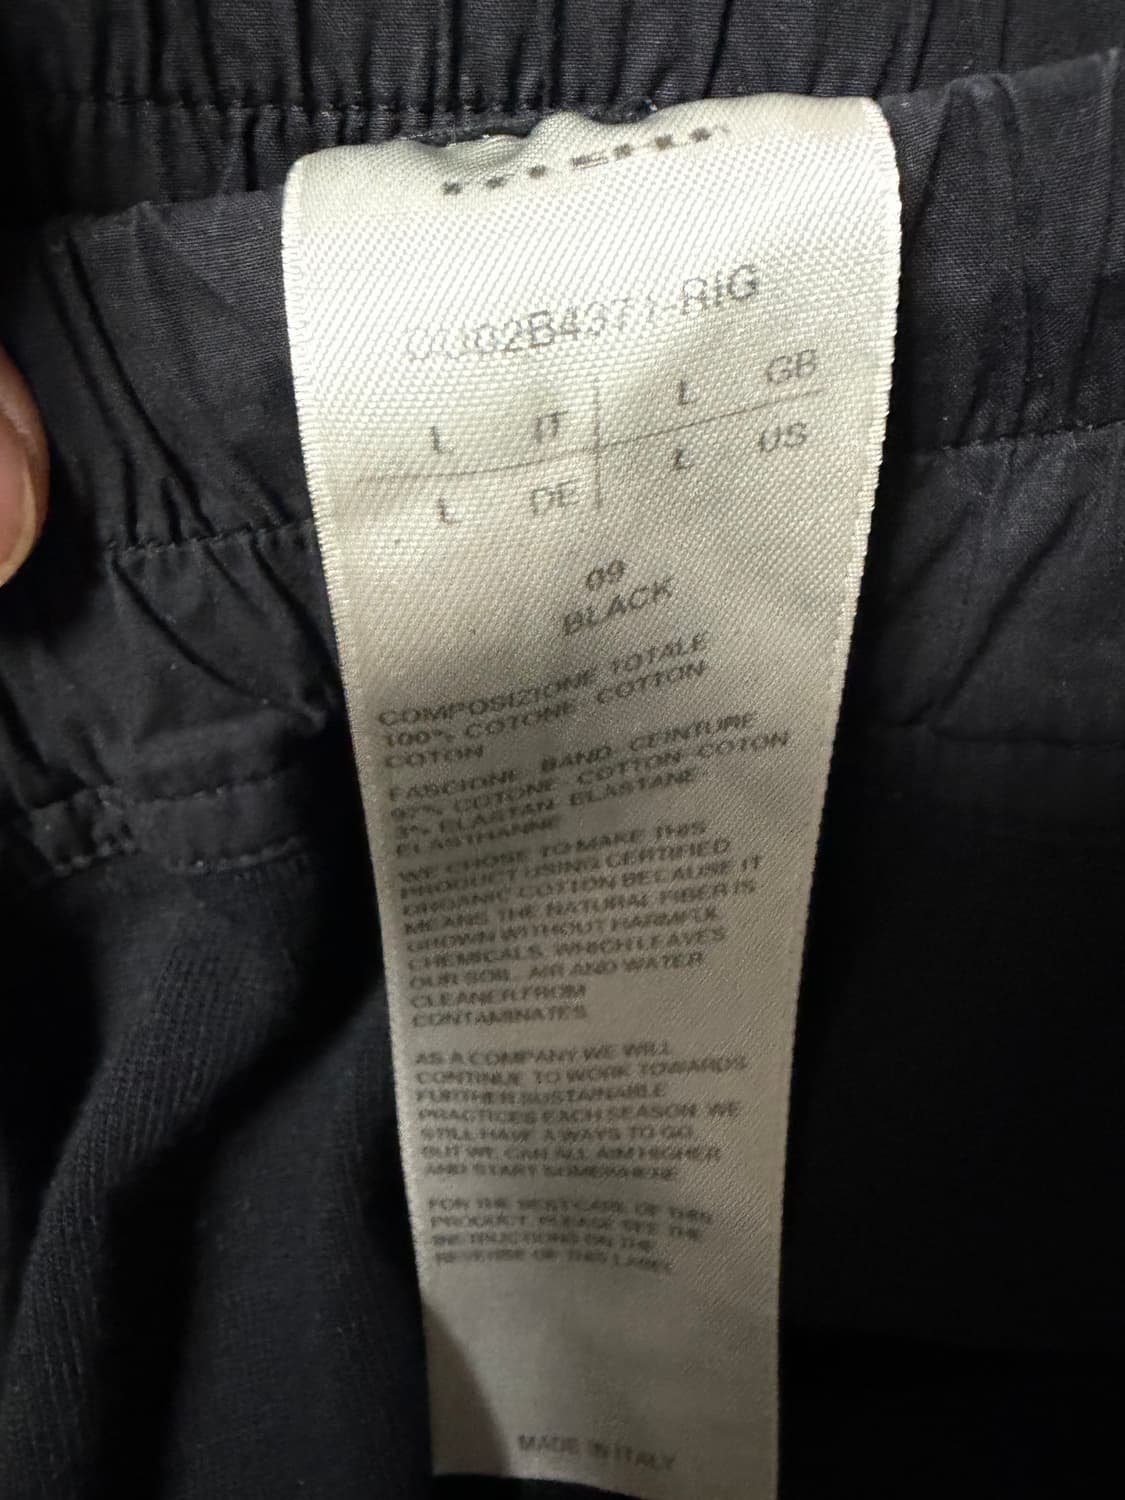 DU02B4371-RIG
L IT L GB
L DE L US
09
BLACK
COMPOSIZIONE TOTALE
100% COTONE COTTON
COTON
FASCIONE BAND CEINTURE
97% COTONE COTTON COTON
3% ELASTAN ELASTANE
ELASTHANNE
WE CHOSE TO MAKE THIS
PRODUCT USING CERTIFIED
ORGANIC COTTON BECAUSE IT
MEANS THE NATURAL FIBER IS
GROWN WITHOUT HARMFUL
CHEMICALS, WHICH LEAVES
OUR SOIL, AIR AND WATER
CLEANER FROM
CONTAMINATES
AS A COMPANY WE WILL
CONTINUE TO WORK TOWARDS
FURTHER SUSTAINABLE
PRACTICES EACH SEASON. WE
STILL HAVE A WAYS TO GO
BUT WE CAN ALL AIM HIGHER
AND START SOMEWHERE
FOR THE BEST CARE OF THIS
PRODUCT, PLEASE SEE THE
INSTRUCTIONS ON THE
REVERSE OF THIS LABEL
MADE IN ITALY